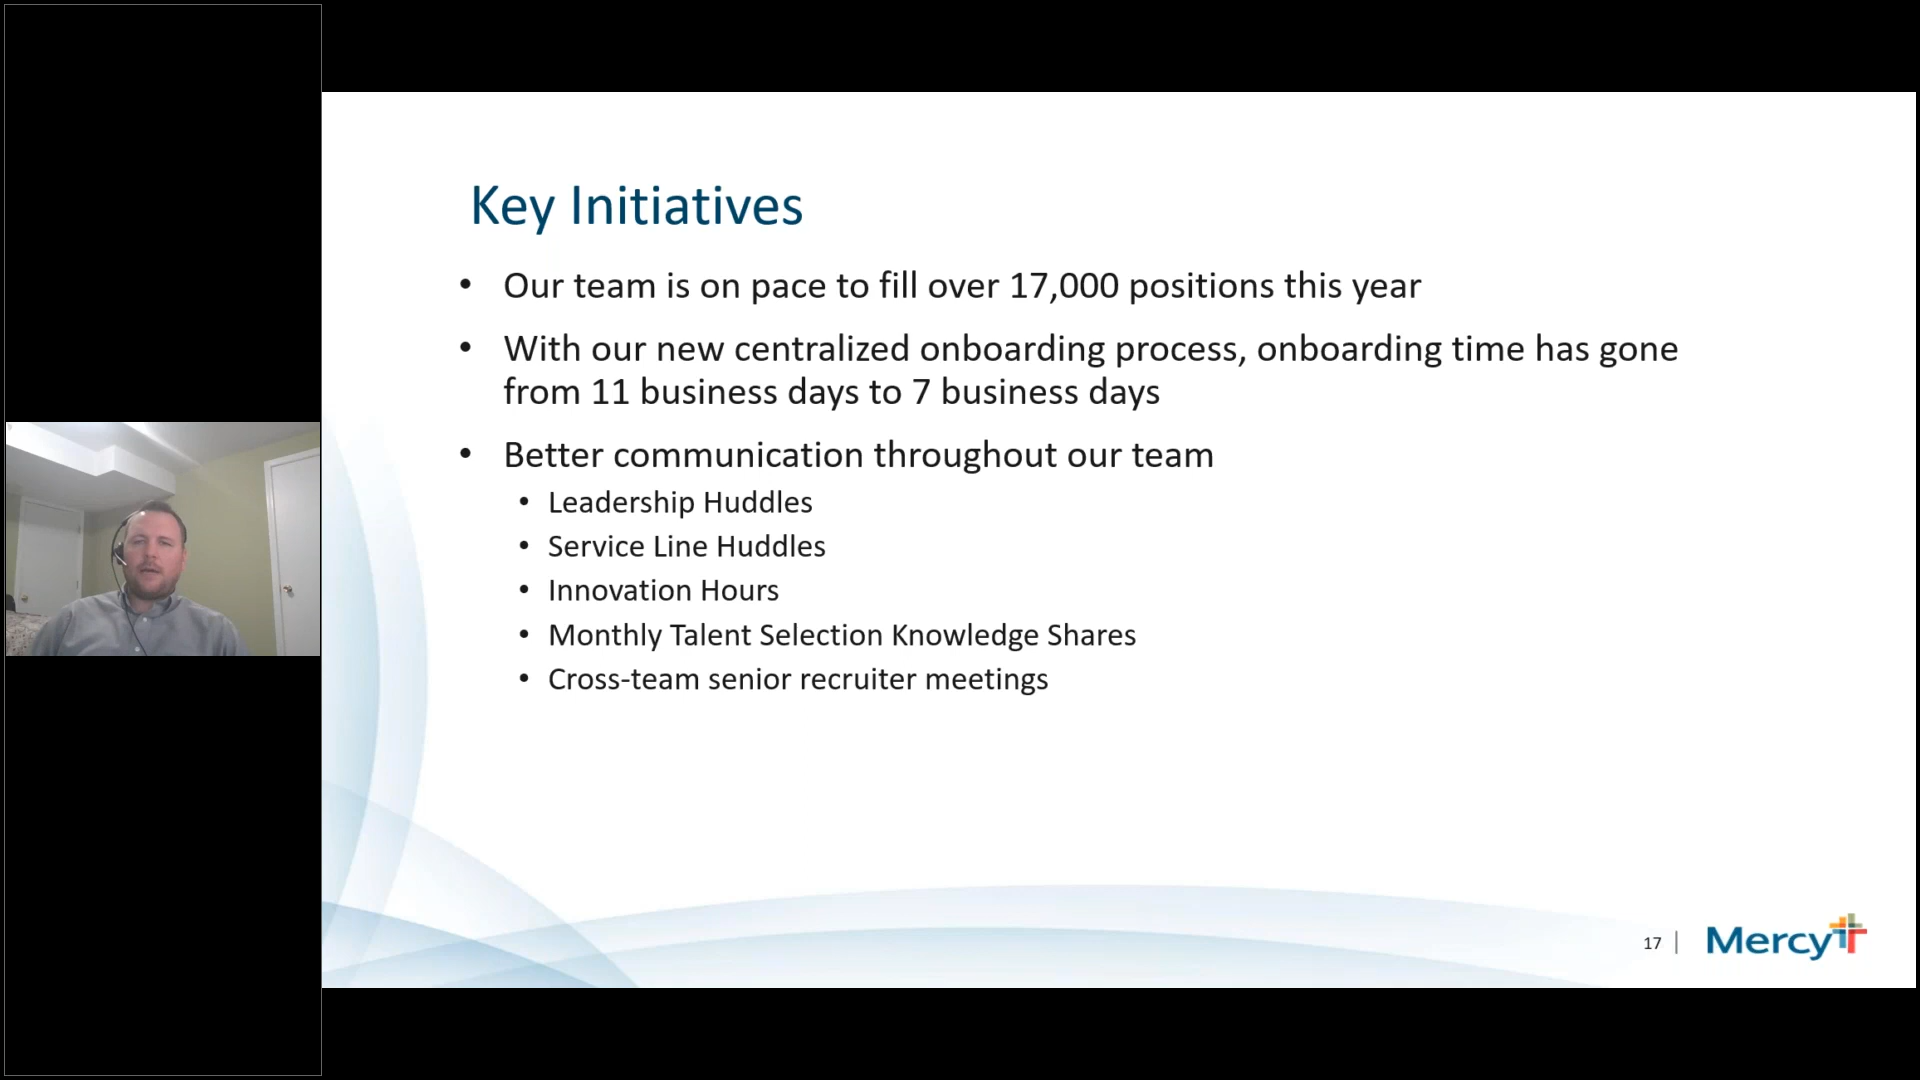 Key Initiatives
• Our team is on pace to fill over 17,000 positions this year
• With our new centralized onboarding process, onboarding time has gone
from 11 business days to 7 business days
• Better communication throughout our team
• Leadership Huddles
• Service Line Huddles
• Innovation Hours
• Monthly Talent Selection Knowledge Shares
• Cross-team senior recruiter meetings
17 |
Mercy